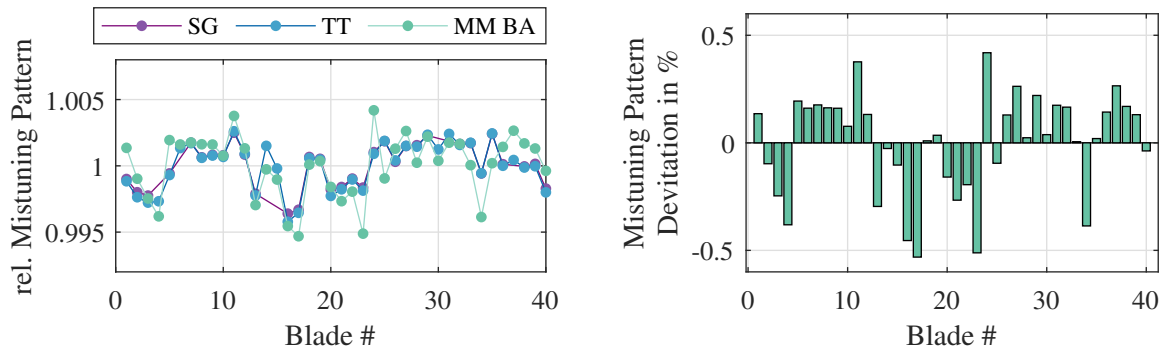 SG TT MM BA
rel. Mistuning Pattern
1.005
1
0.995
0 10 20 30 40
Blade #
Mistuning Pattern
Devitation in %
0.5
0
-0.5
0 10 20 30 40
Blade #